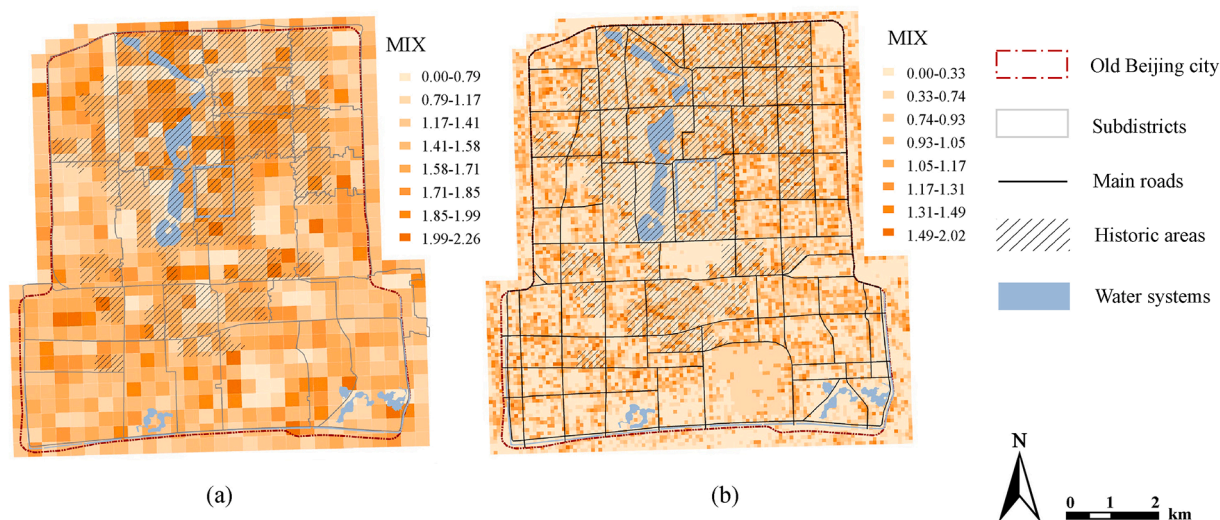 MIX
0.00-0.79
0.79-1.17
1.17-1.41
1.41-1.58
1.58-1.71
1.71-1.85
1.85-1.99
1.99-2.26
(a)
MIX
0.00-0.33
0.33-0.74
0.74-0.93
0.93-1.05
1.05-1.17
1.17-1.31
1.31-1.49
1.49-2.02
(b)
Old Beijing city
Subdistricts
Main roads
Historic areas
Water systems
N
0 1 2
km